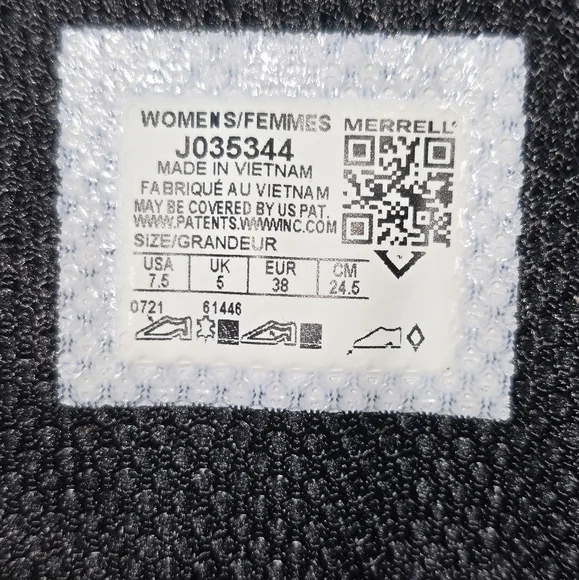 WOMENS/FEMMES MERRELL
J035344
MADE IN VIETNAM
FABRIQUÉ AU VIETNAM
MAY BE COVERED BY US PAT.
WWW.PATENTS.WWWINC.COM
SIZE/GRANDEUR
USA UK EUR CM
7.5 5 38 24.5
0721 61446